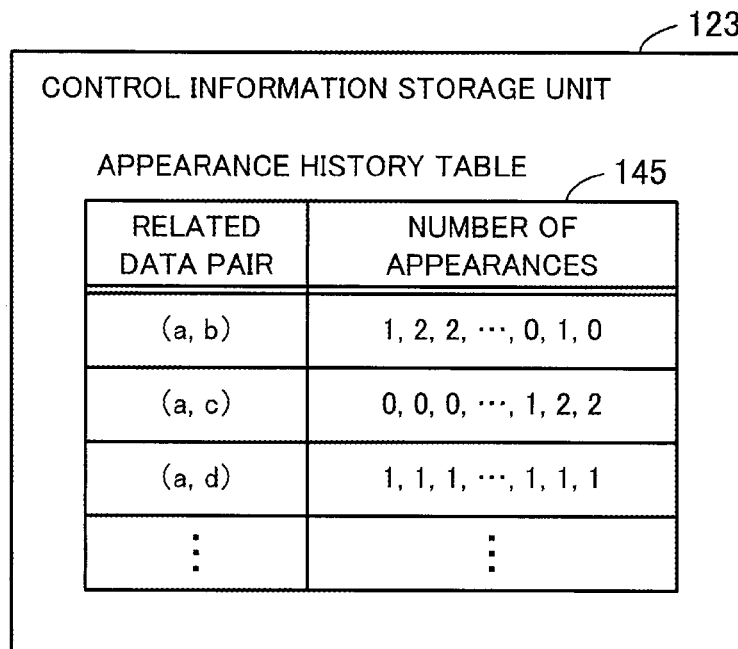 123
CONTROL INFORMATION STORAGE UNIT
APPEARANCE HISTORY TABLE
145
RELATED DATA PAIR
NUMBER OF APPEARANCES
(a, b)
1, 2, 2, ⋯, 0, 1, 0
(a, c)
0, 0, 0, ⋯, 1, 2, 2
(a, d)
1, 1, 1, ⋯, 1, 1, 1
⋮
⋮